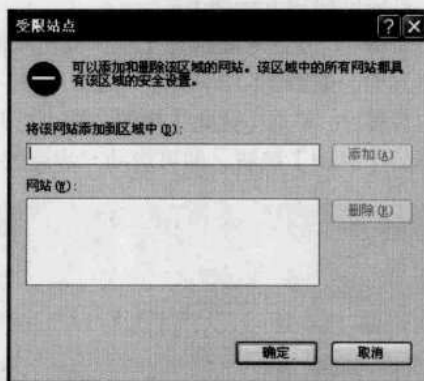 受限站点
可以添加和删除该区域的网站。该区域中的所有网站都具
有该区域的安全设置。
将该网站添加到区域中(D):
添加(A)
网站(W):
删除(R)
确定
取消